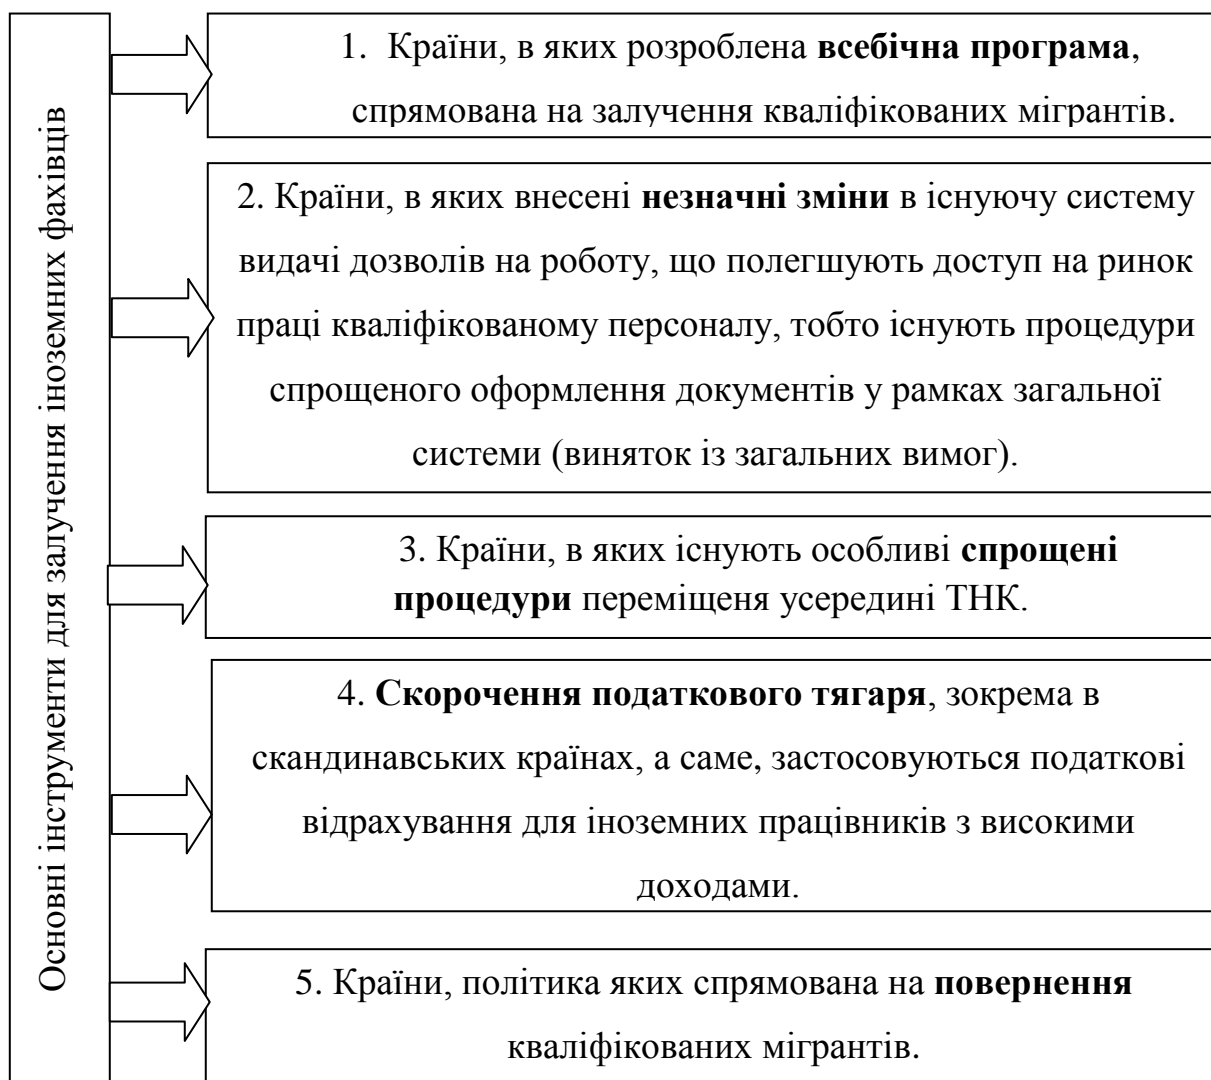 Основні інструменти для залучення іноземних фахівців
1. Країни, в яких розроблена всебічна програма,
спрямована на залучення кваліфікованих мігрантів.
2. Країни, в яких внесені незначні зміни в існуючу систему
видачі дозволів на роботу, що полегшують доступ на ринок
праці кваліфікованому персоналу, тобто існують процедури
спрощеного оформлення документів у рамках загальної
системи (виняток із загальних вимог).
3. Країни, в яких існують особливі спрощені
процедури переміщеня усередині ТНК.
4. Скорочення податкового тягаря, зокрема в
скандинавських країнах, а саме, застосовуються податкові
відрахування для іноземних працівників з високими
доходами.
5. Країни, політика яких спрямована на повернення
кваліфікованих мігрантів.